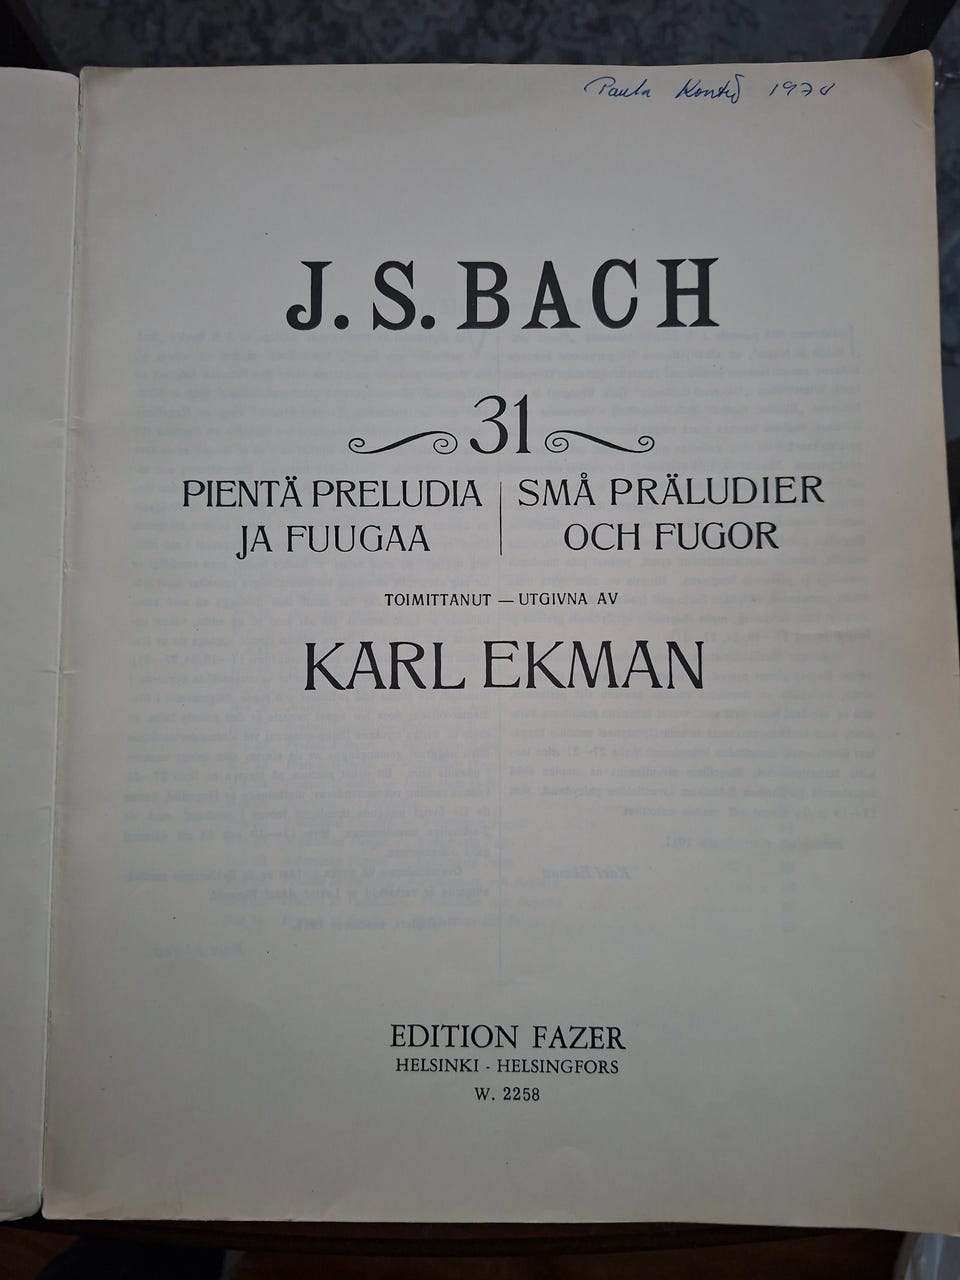 Paula
J. S. BACH
31
PIENTÄ PRELUDIA
JA FUUGAA
SMÅ PRÄLUDIER
OCH FUGOR
TOIMITTANUT — UTGIVNA AV
KARL EKMAN
EDITION FAZER
HELSINKI - HELSINGFORS
W. 2258